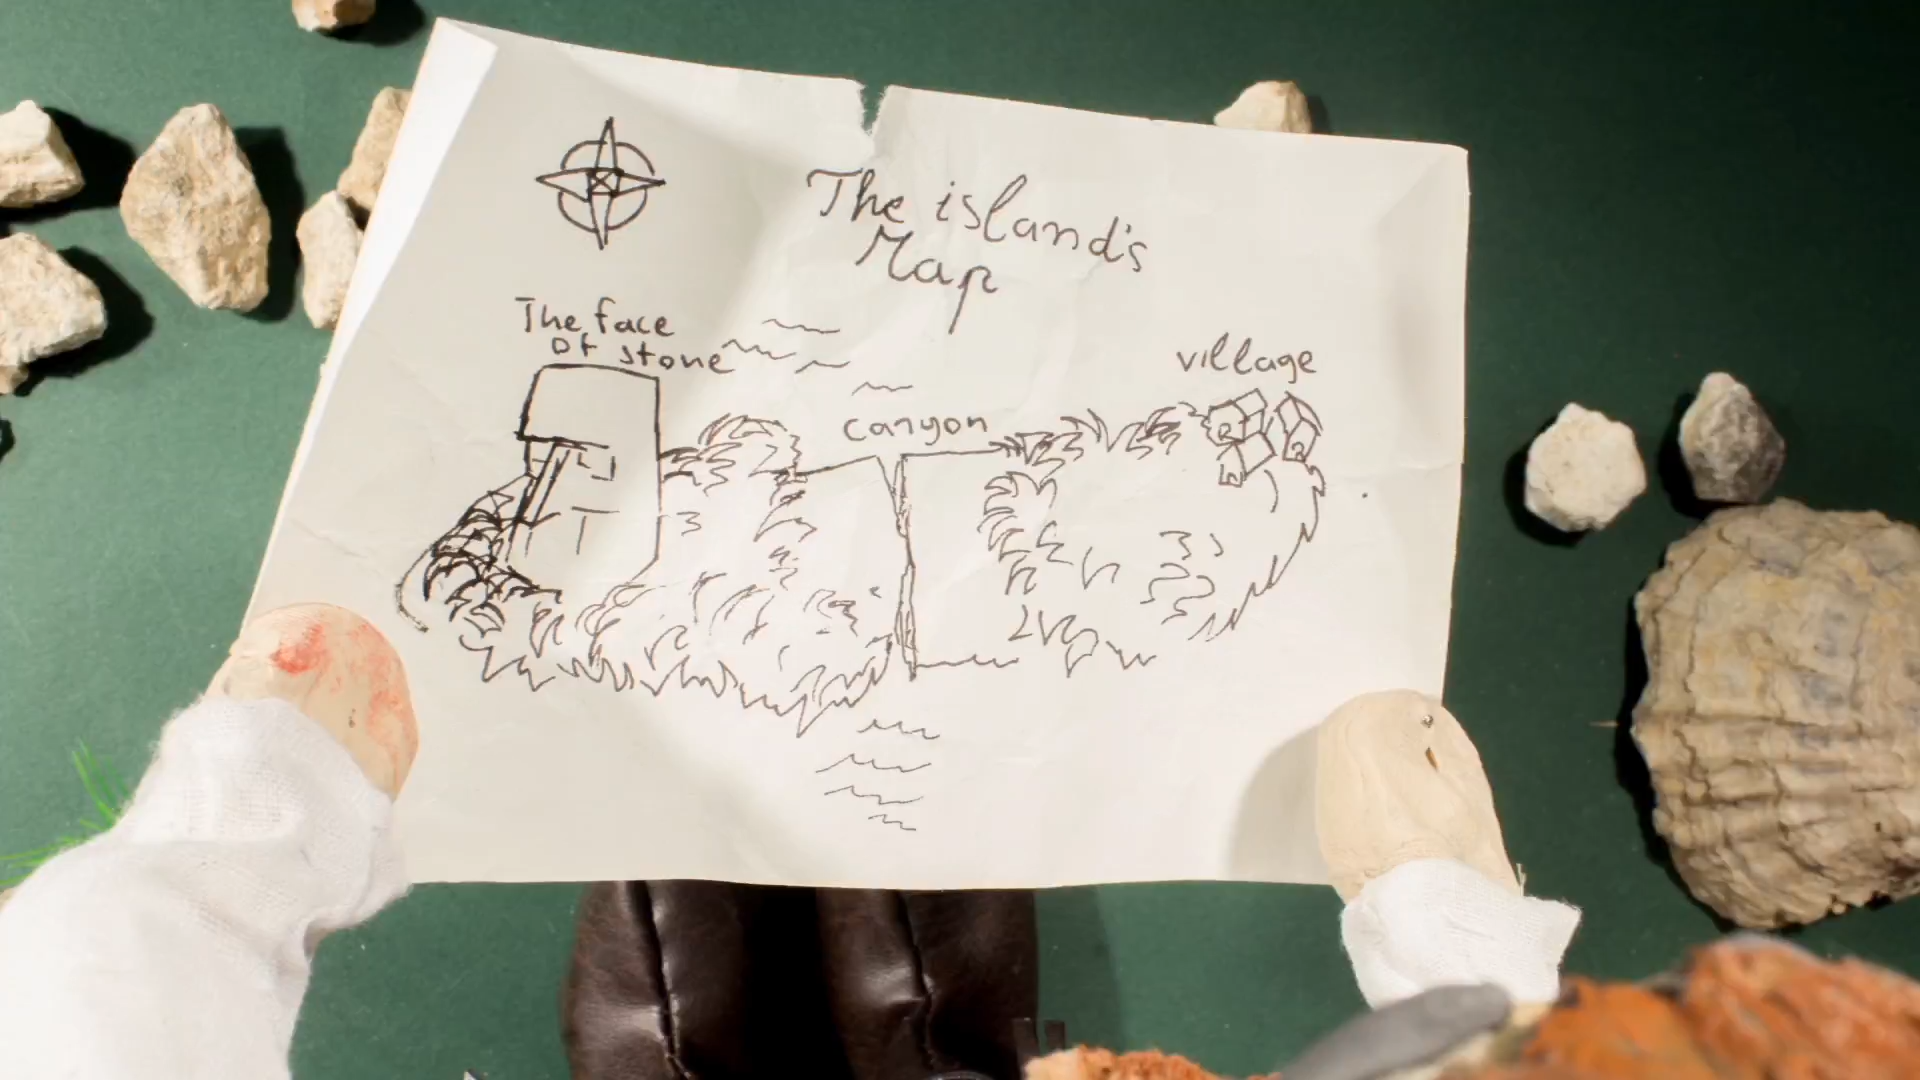 The island's
Map
The face
of stone
village
canyon